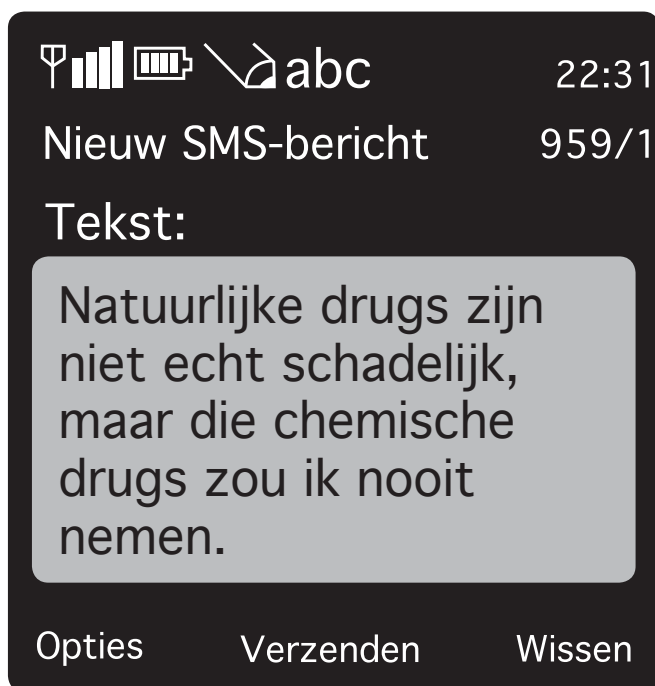 abc 22:31
Nieuw SMS-bericht 959/1
Tekst:
Natuurlijke drugs zijn
niet echt schadelijk,
maar die chemische
drugs zou ik nooit
nemen.
Opties Verzenden Wissen